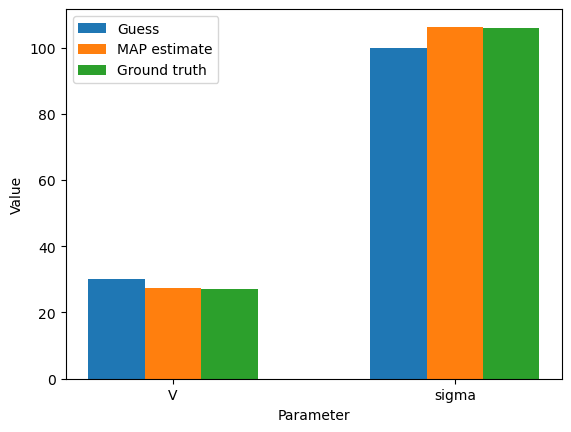 Guess
MAP estimate
Ground truth
Value
100
80
60
40
20
0
V
sigma
Parameter